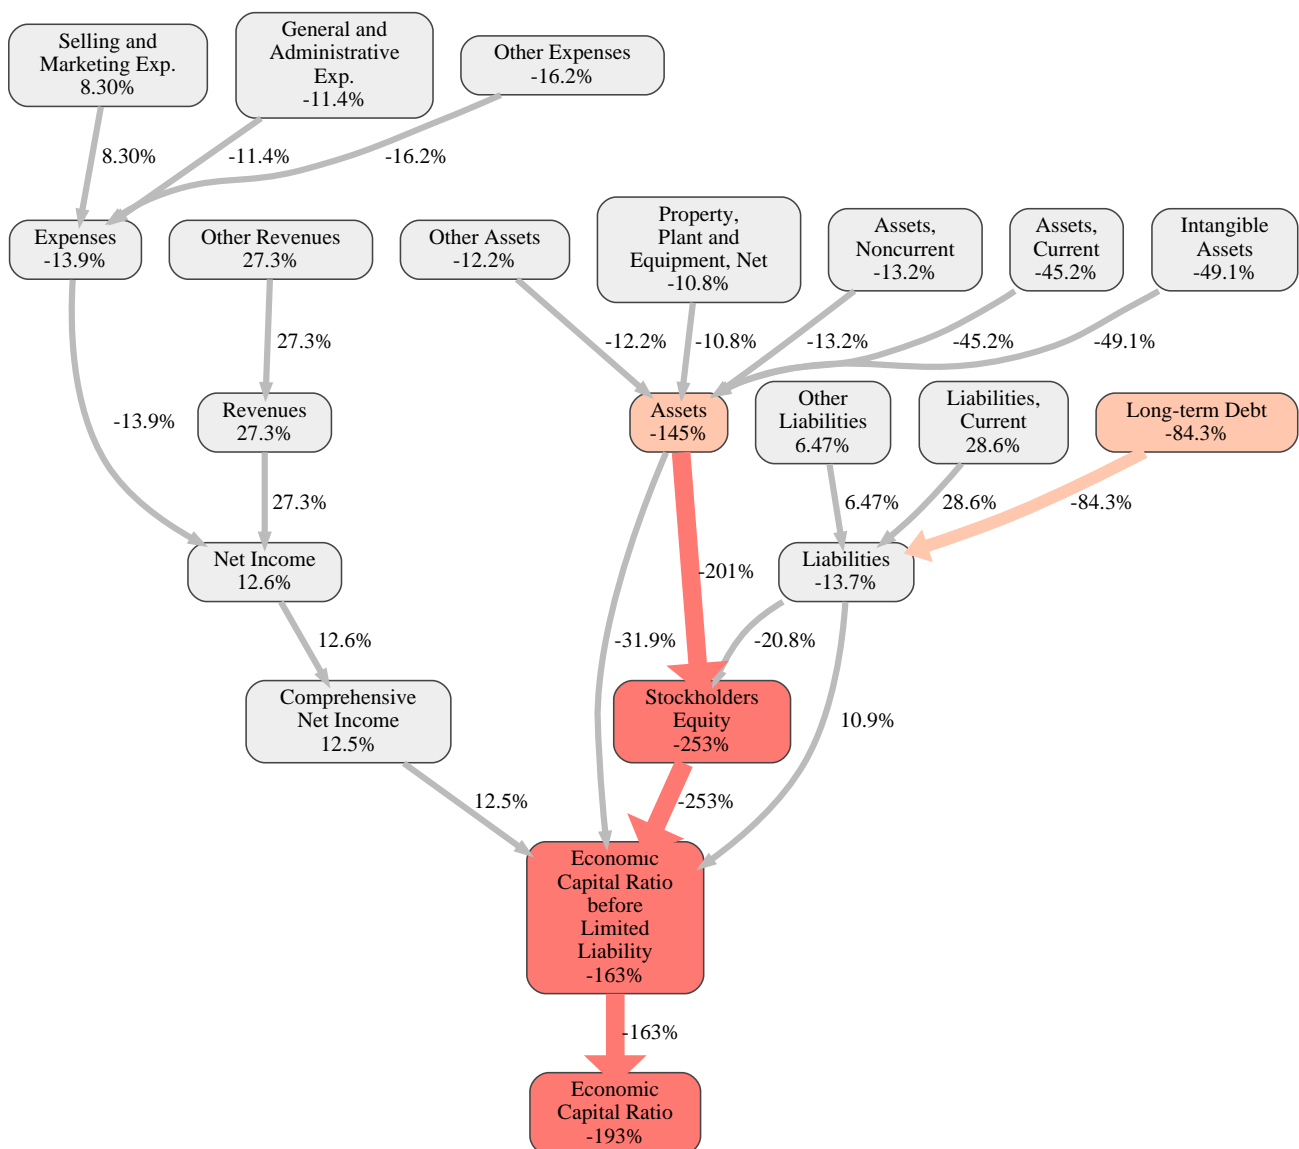 Selling and
Marketing Exp.
8.30%
General and
Administrative
Exp.
-11.4%
Other Expenses
-16.2%
8.30%
-11.4%
-16.2%
Expenses
-13.9%
Other Revenues
27.3%
Other Assets
-12.2%
Property,
Plant and
Equipment, Net
-10.8%
Assets,
Noncurrent
-13.2%
Assets,
Current
-45.2%
Intangible
Assets
-49.1%
27.3%
-12.2%
-10.8%
-13.2%
-45.2%
-49.1%
-13.9%
Revenues
27.3%
Assets
-145%
Other
Liabilities
6.47%
Liabilities,
Current
28.6%
Long-term Debt
-84.3%
27.3%
6.47%
28.6%
-84.3%
Net Income
12.6%
-201%
Liabilities
-13.7%
12.6%
-31.9%
-20.8%
Comprehensive
Net Income
12.5%
Stockholders
Equity
-253%
10.9%
12.5%
-253%
Economic
Capital Ratio
before
Limited
Liability
-163%
-163%
Economic
Capital Ratio
-193%